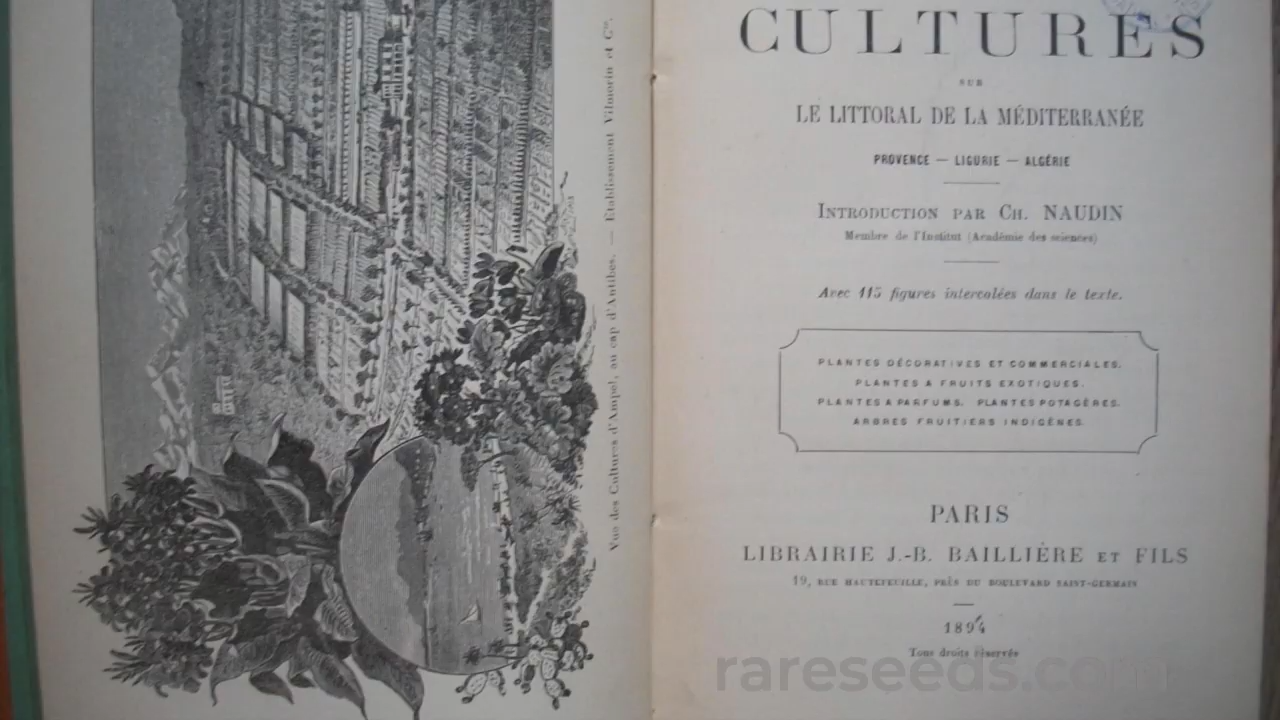 Vue des Cultures d'Ampel, au cap d'Antibes. — Etablissement Vilmorin et Cie.
CULTURES
SUR
LE LITTORAL DE LA MÉDITERRANÉE
PROVENCE — LIGURIE — ALGÉRIE
INTRODUCTION PAR CH. NAUDIN
Membre de l'Institut (Académie des sciences)
Avec 115 figures intercolées dans le texte.
PLANTES DÉCORATIVES ET COMMERCIALES.
PLANTES A FRUITS EXOTIQUES.
PLANTES A PARFUMS. PLANTES POTAGÈRES.
ARBRES FRUITIERS INDIGÈNES.
PARIS
LIBRAIRIE J.-B. BAILLIÈRE ET FILS
19, RUE HAUTEFEUILLE, PRÈS DU BOULEVARD SAINT-GERMAIN
1894
Tous droits réservés
rareseeds.com